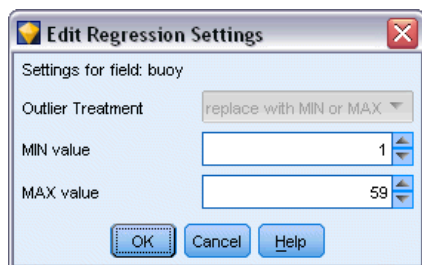 Edit Regression Settings
Settings for field: buoy
Outlier Treatment replace with MIN or MAX
MIN value 1
MAX value 59
OK Cancel Help